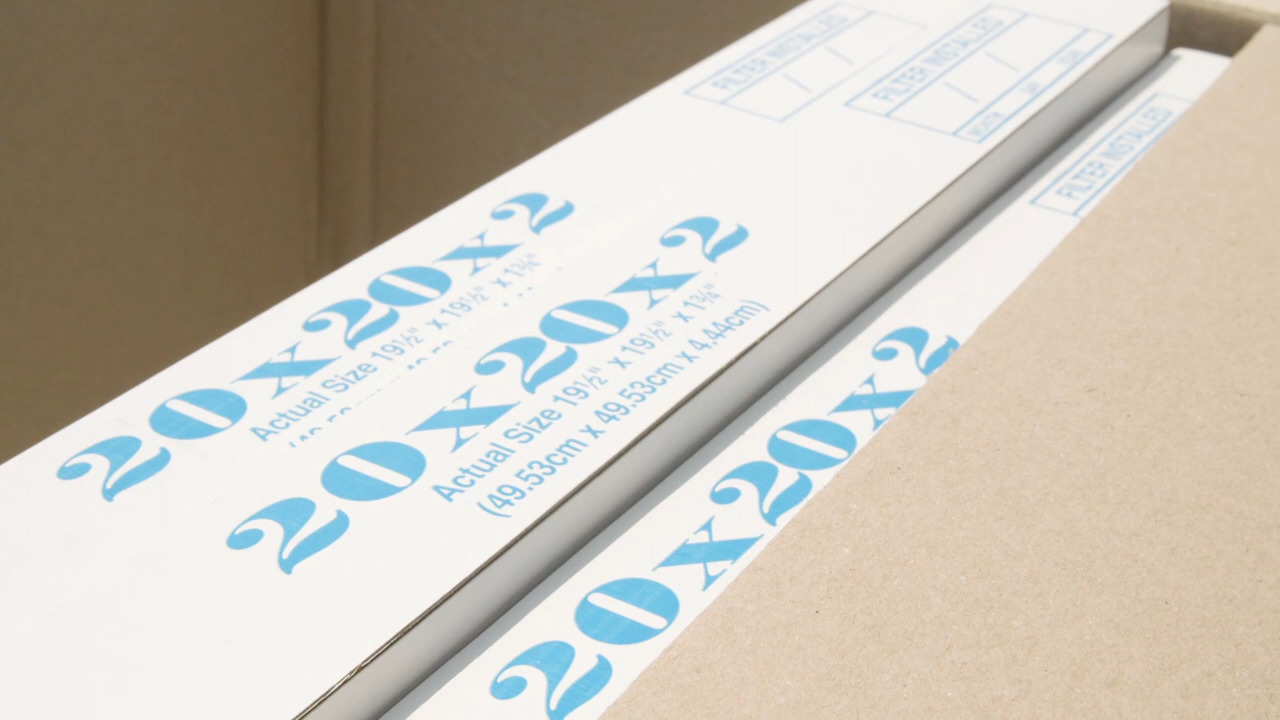 FILTER INSTALLED
/ /
FILTER INSTALLED
/ /
MONTH DAY
FILTER INSTALLED
20x20x2
Actual Size 19½" x 19½" x 1¾"
20x20x2
Actual Size 19½" x 19½" x 1¾"
(49.53cm x 49.53cm x 4.44cm)
20x20x2